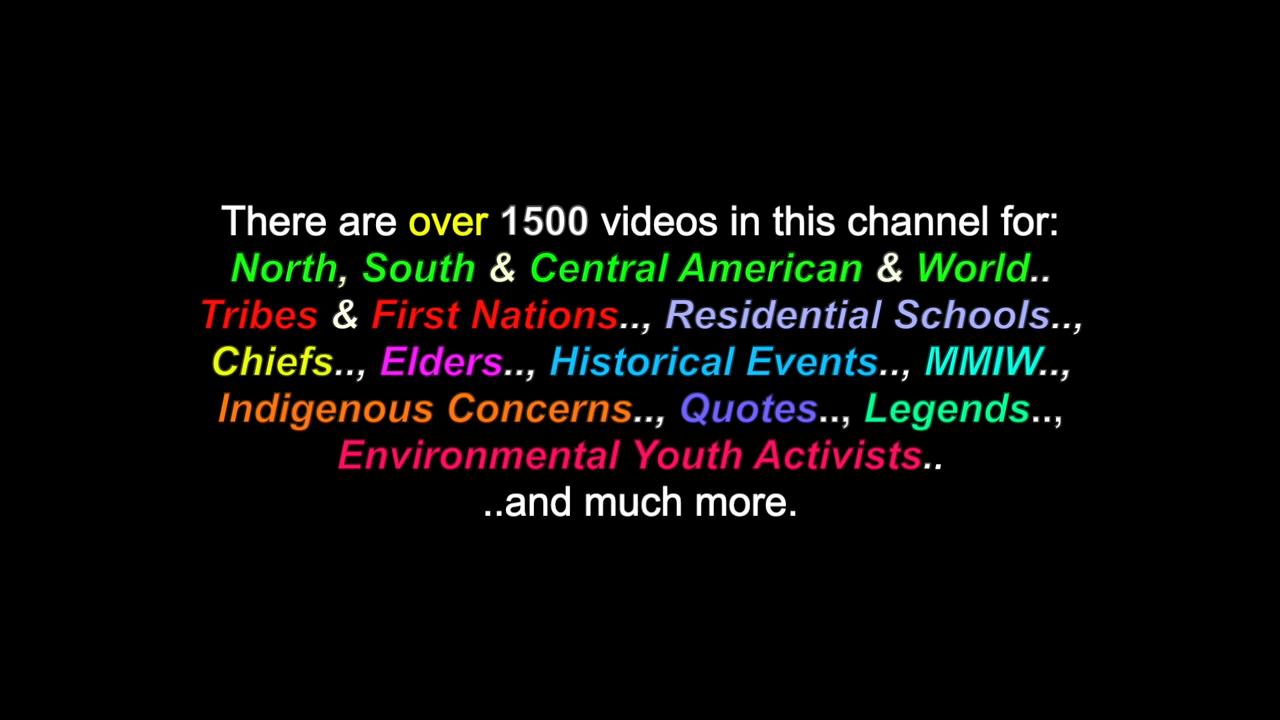 There are over 1500 videos in this channel for:
North, South & Central American & World..
Tribes & First Nations.., Residential Schools..,
Chiefs.., Elders.., Historical Events.., MMIW..,
Indigenous Concerns.., Quotes.., Legends..,
Environmental Youth Activists..
..and much more.